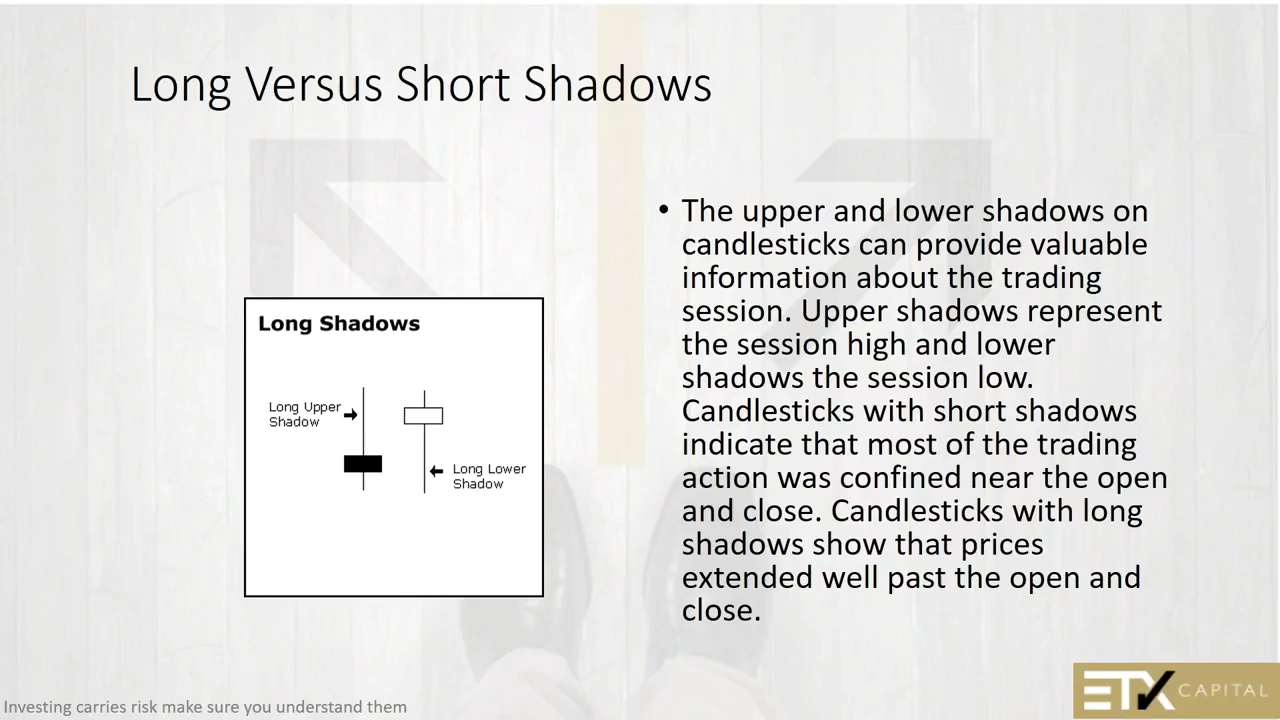 Long Versus Short Shadows
Long Shadows
Long Upper
Shadow
Long Lower
Shadow
• The upper and lower shadows on
candlesticks can provide valuable
information about the trading
session. Upper shadows represent
the session high and lower
shadows the session low.
Candlesticks with short shadows
indicate that most of the trading
action was confined near the open
and close. Candlesticks with long
shadows show that prices
extended well past the open and
close.
Investing carries risk make sure you understand them
ETX CAPITAL